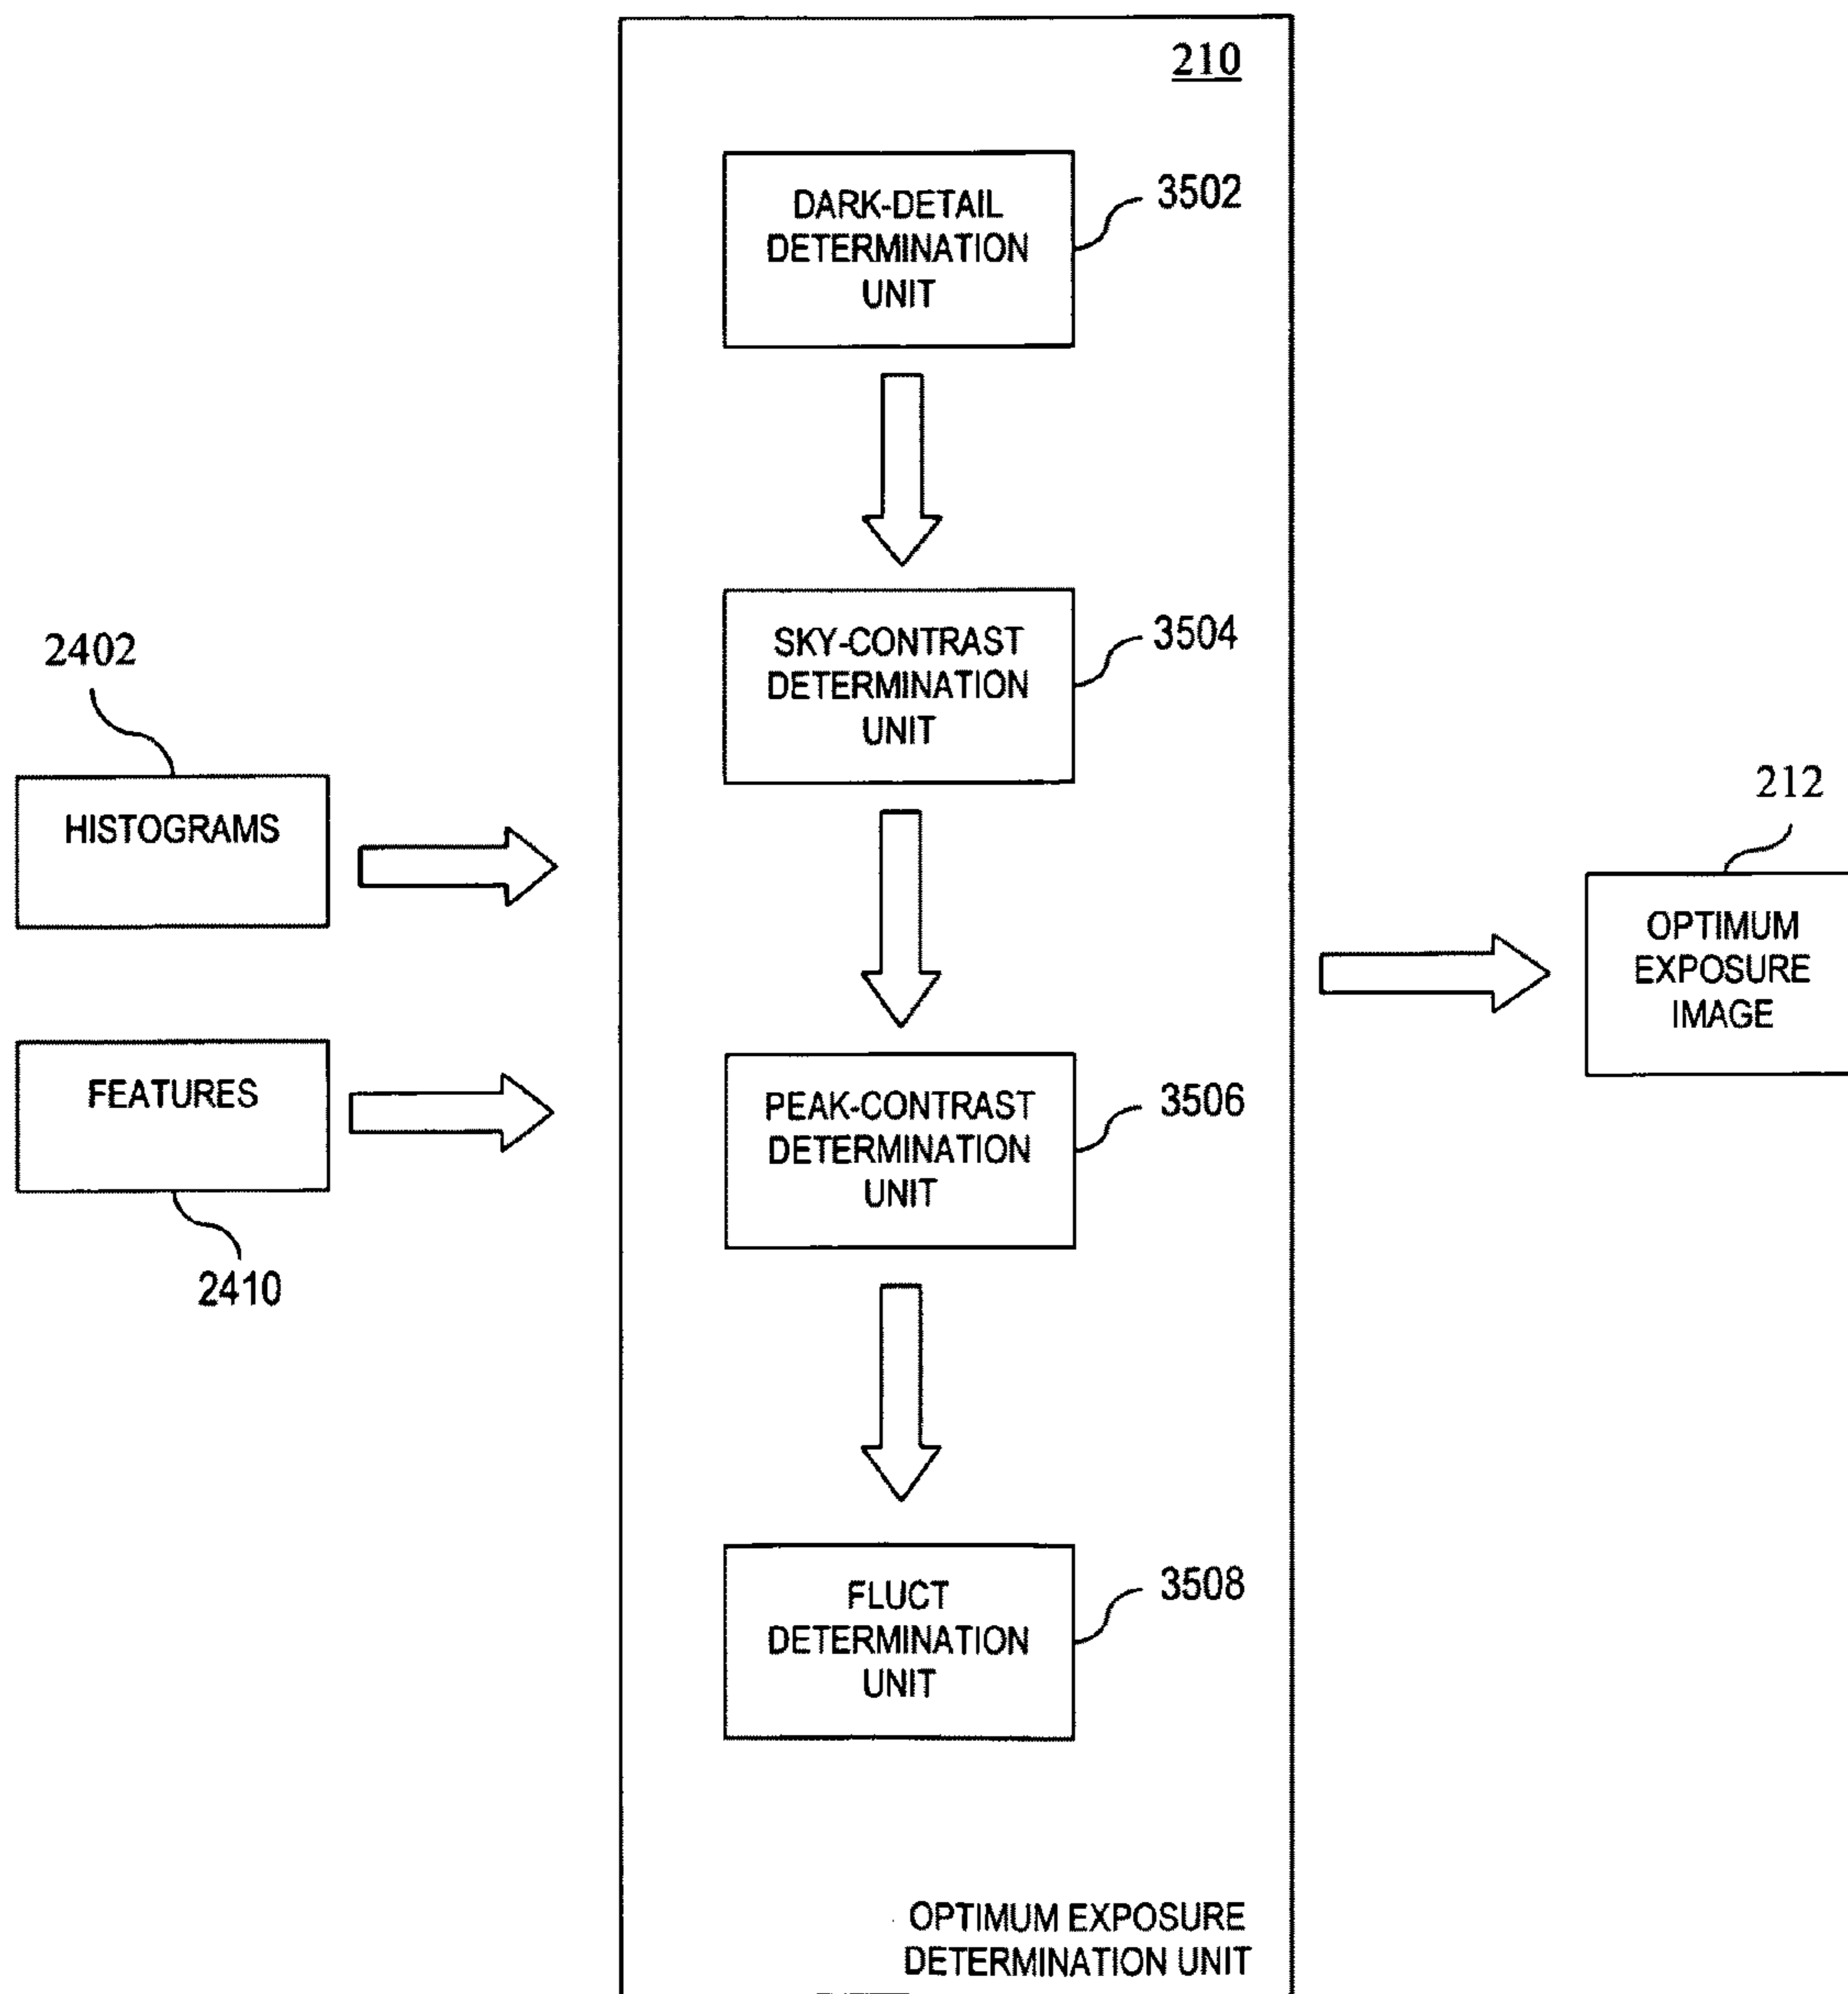 210
DARK-DETAIL
DETERMINATION
UNIT
3502
SKY-CONTRAST
DETERMINATION
UNIT
3504
2402
HISTOGRAMS
212
OPTIMUM
EXPOSURE
IMAGE
FEATURES
2410
PEAK-CONTRAST
DETERMINATION
UNIT
3506
FLUCT
DETERMINATION
UNIT
3508
OPTIMUM EXPOSURE
DETERMINATION UNIT